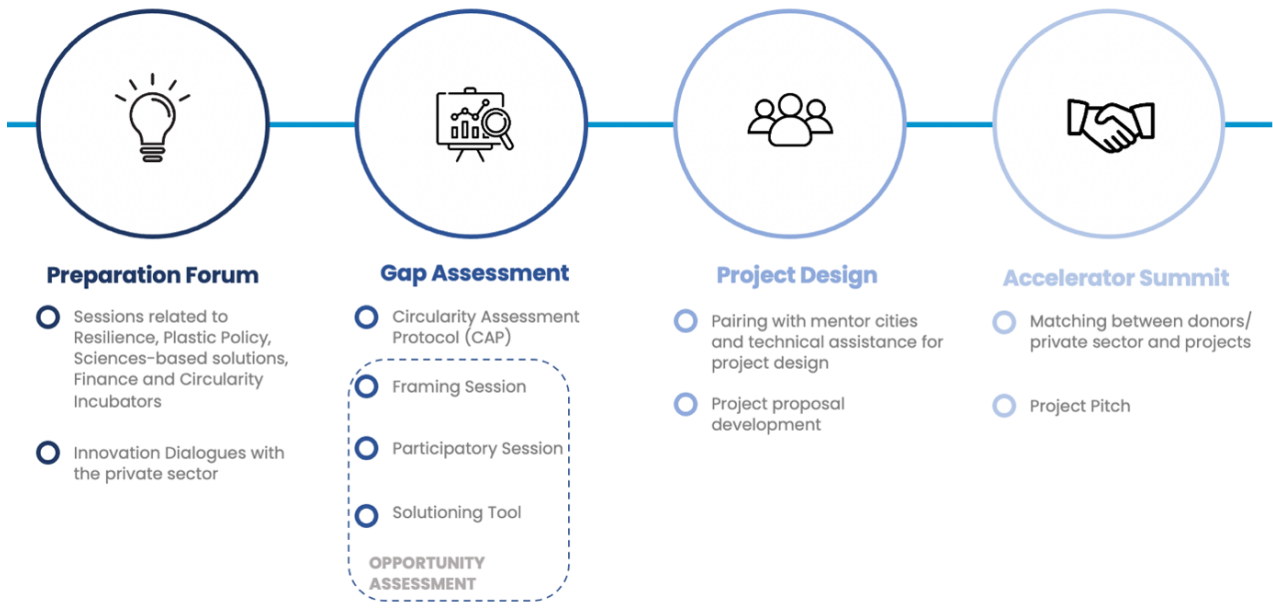 Preparation Forum
Sessions related to
Resilience, Plastic Policy,
Sciences-based solutions,
Finance and Circularity
Incubators
Innovation Dialogues with
the private sector
Gap Assessment
Circularity Assessment
Protocol (CAP)
Framing Session
Participatory Session
Solutioning Tool
OPPORTUNITY
ASSESSMENT
Project Design
Pairing with mentor cities
and technical assistance for
project design
Project proposal
development
Accelerator Summit
Matching between donors/
private sector and projects
Project Pitch